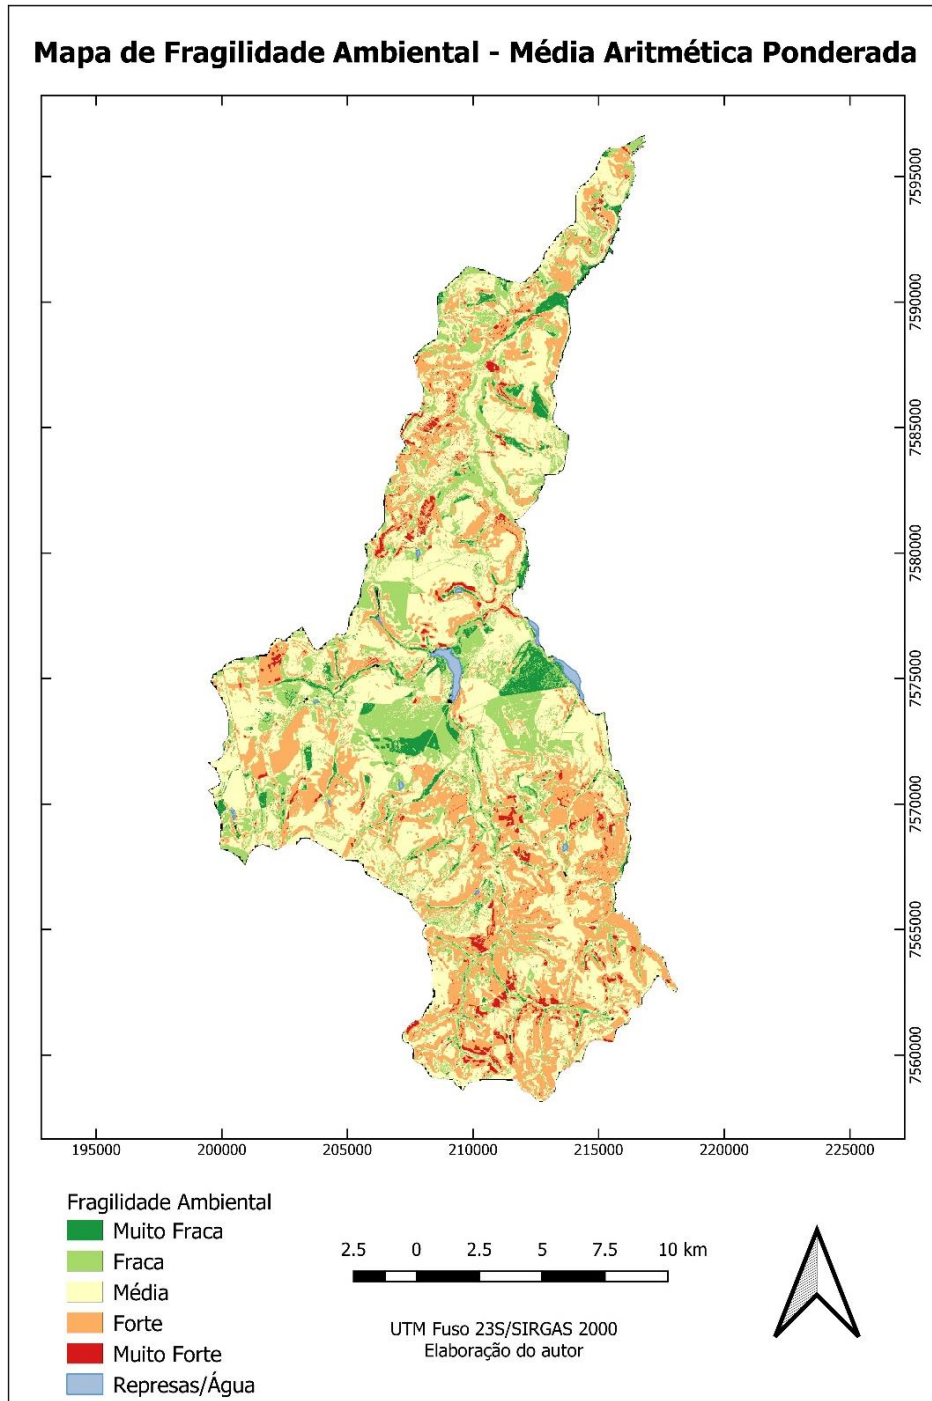 Mapa de Fragilidade Ambiental - Média Aritmética Ponderada
7595000
7590000
7585000
7580000
7575000
7570000
7565000
7560000
195000 200000 205000 210000 215000 220000 225000
Fragilidade Ambiental
Muito Fraca
Fraca
Média
Forte
Muito Forte
Represas/Água
2.5 0 2.5 5 7.5 10 km
UTM Fuso 23S/SIRGAS 2000
Elaboração do autor